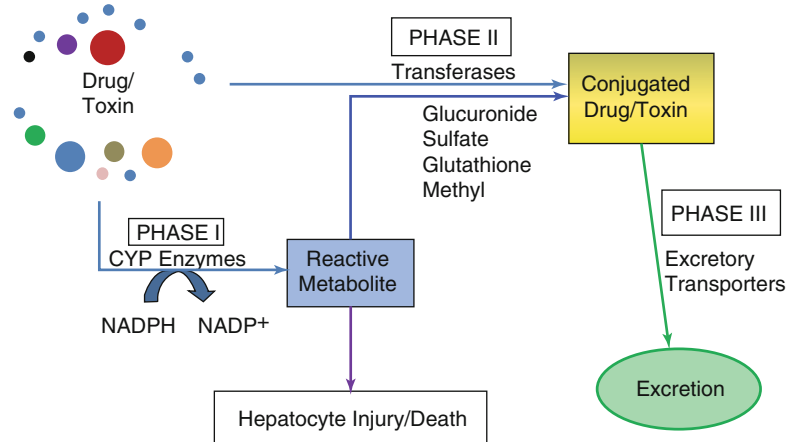 PHASE II
Drug/
Toxin
Transferases
Conjugated
Drug/Toxin
Glucuronide
Sulfate
Glutathione
Methyl
PHASE III
PHASE I
CYP Enzymes
Reactive
Metabolite
Excretory
Transporters
NADPH NADP+
Excretion
Hepatocyte Injury/Death